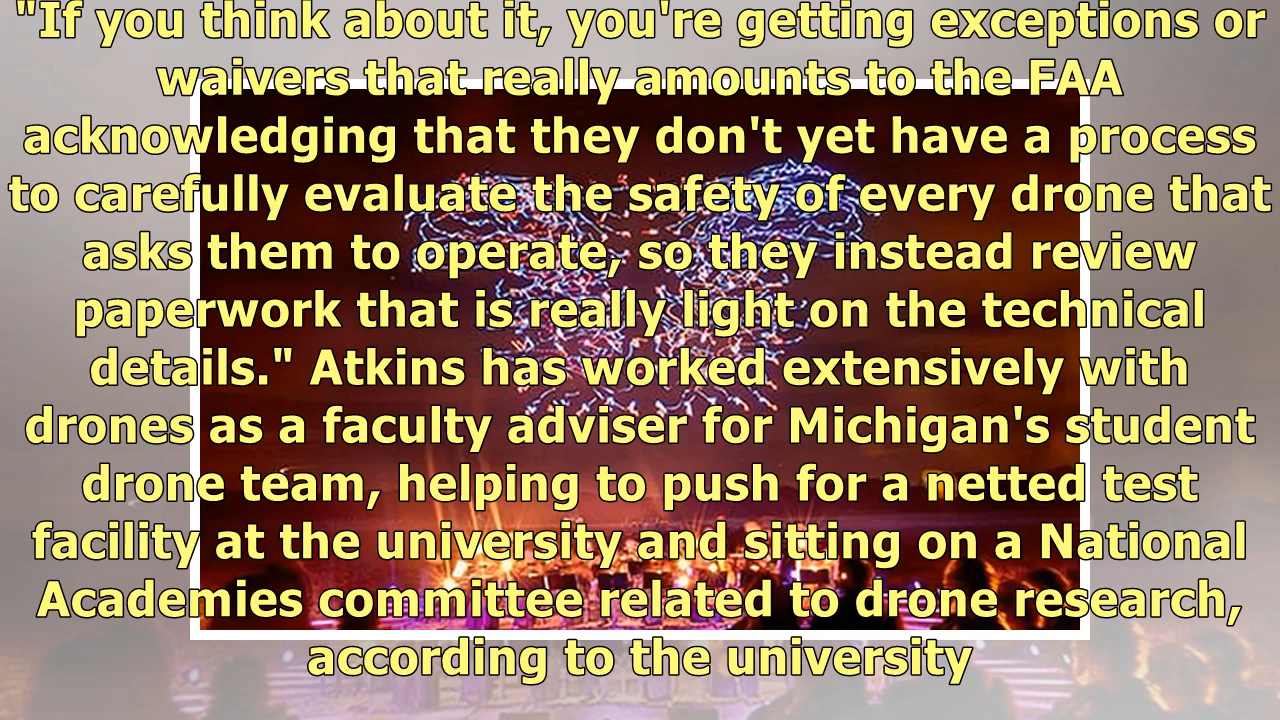 "If you think about it, you're getting exceptions or
waivers that really amounts to the FAA
acknowledging that they don't yet have a process
to carefully evaluate the safety of every drone that
asks them to operate, so they instead review
paperwork that is really light on the technical
details." Atkins has worked extensively with
drones as a faculty adviser for Michigan's student
drone team, helping to push for a netted test
facility at the university and sitting on a National
Academies committee related to drone research,
according to the university